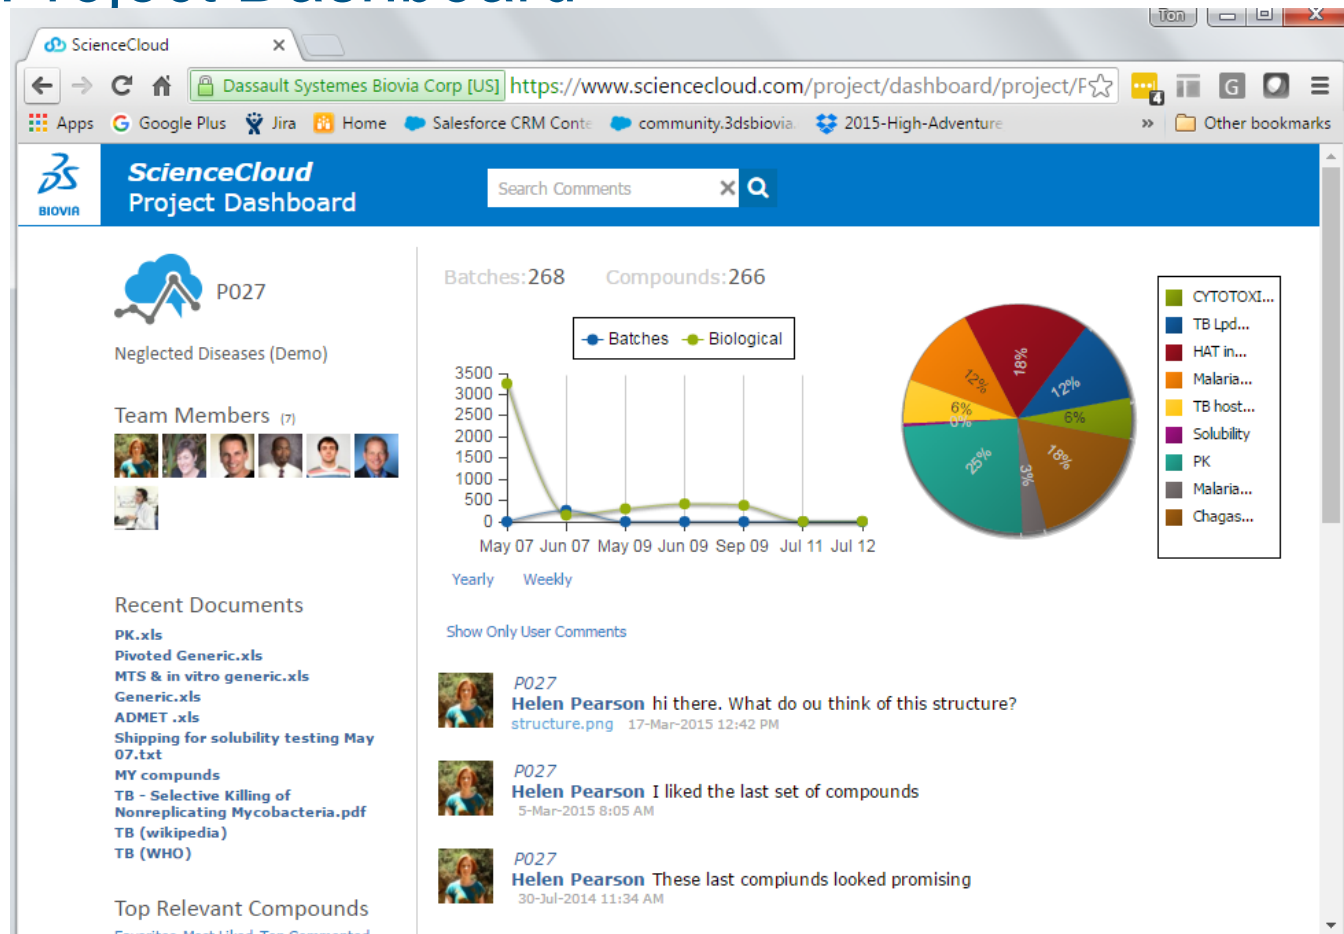 Project Dashboard
Ton
ScienceCloud
Dassault Systemes Biovia Corp [US] https://www.sciencecloud.com/project/dashboard/project/F
4
G
Apps G Google Plus Jira Home Salesforce CRM Conte community.3dsbiovia. 2015-High-Adventure » Other bookmarks
BIOVIA
ScienceCloud
Project Dashboard
Search Comments
P027
Neglected Diseases (Demo)
Team Members (7)
Recent Documents
PK.xls
Pivoted Generic.xls
MTS & in vitro generic.xls
Generic.xls
ADMET .xls
Shipping for solubility testing May
07.txt
MY compunds
TB - Selective Killing of
Nonreplicating Mycobacteria.pdf
TB (wikipedia)
TB (WHO)
Top Relevant Compounds
Favorites Most Liked Top Commented
Batches:268 Compounds:266
Batches Biological
3500
3000
2500
2000
1500
1000
500
0
May 07 Jun 07 May 09 Jun 09 Sep 09 Jul 11 Jul 12
Yearly Weekly
18%
12%
12%
6%
6%
0%
25%
3%
18%
CYTOTOXI...
TB Lpd...
HAT in...
Malaria...
TB host...
Solubility
PK
Malaria...
Chagas...
Show Only User Comments
P027
Helen Pearson hi there. What do ou think of this structure?
structure.png 17-Mar-2015 12:42 PM
P027
Helen Pearson I liked the last set of compounds
5-Mar-2015 8:05 AM
P027
Helen Pearson These last compiunds looked promising
30-Jul-2014 11:34 AM